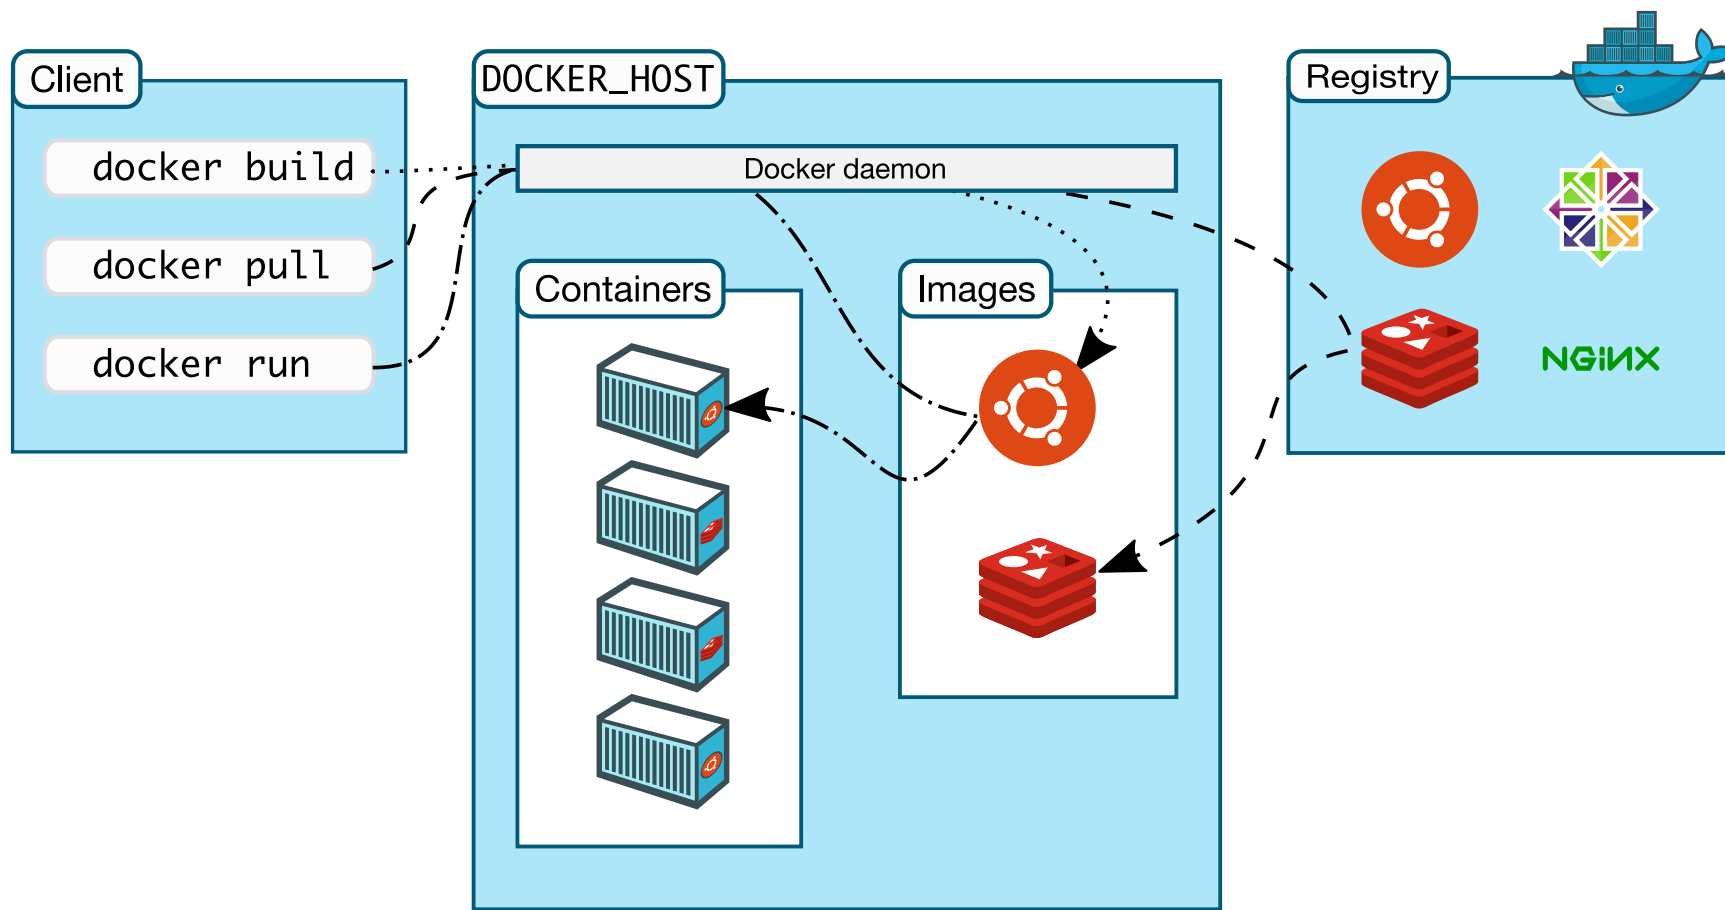 Client
docker build
docker pull
docker run
DOCKER_HOST
Docker daemon
Containers
Images
Registry
NGiNX